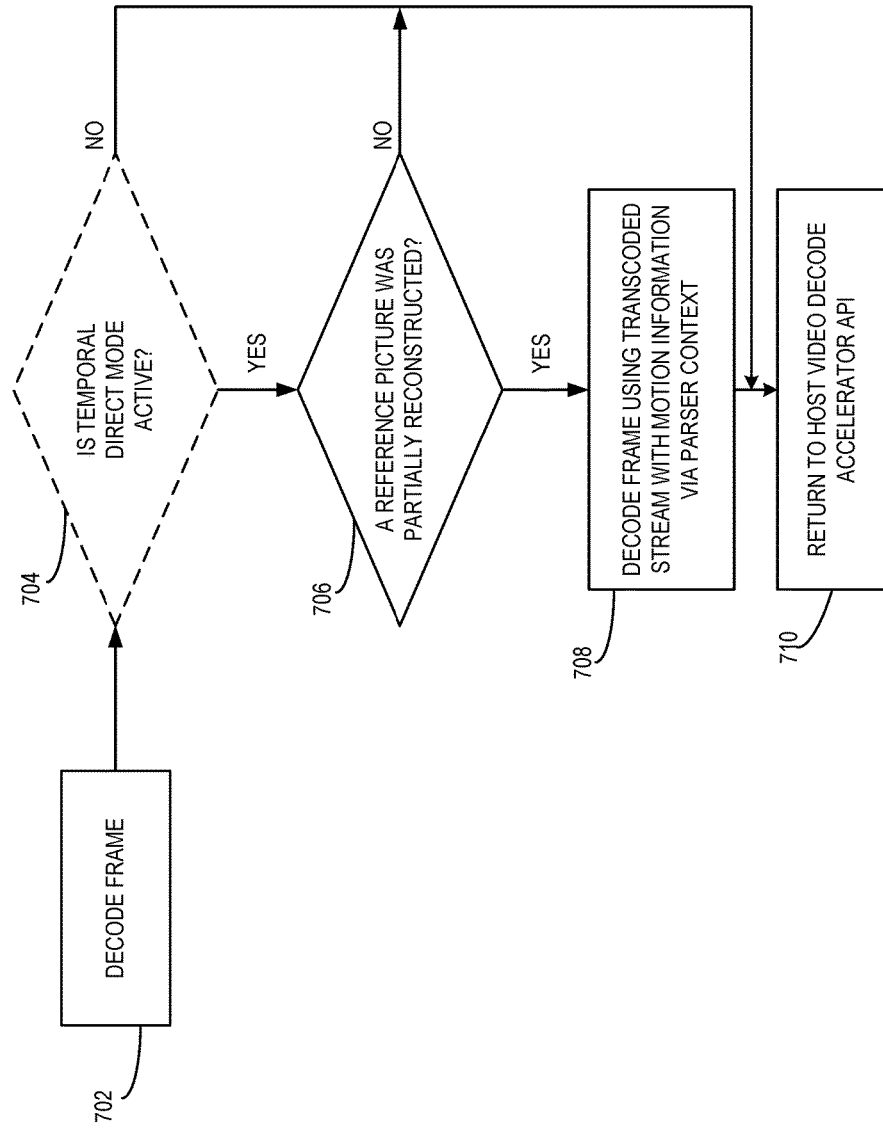 DECODE FRAME
702
IS TEMPORAL
DIRECT MODE
ACTIVE?
704
NO
YES
A REFERENCE PICTURE WAS
PARTIALLY RECONSTRUCTED?
706
NO
YES
DECODE FRAME USING TRANSCODED
STREAM WITH MOTION INFORMATION
VIA PARSER CONTEXT
708
RETURN TO HOST VIDEO DECODE
ACCELERATOR API
710